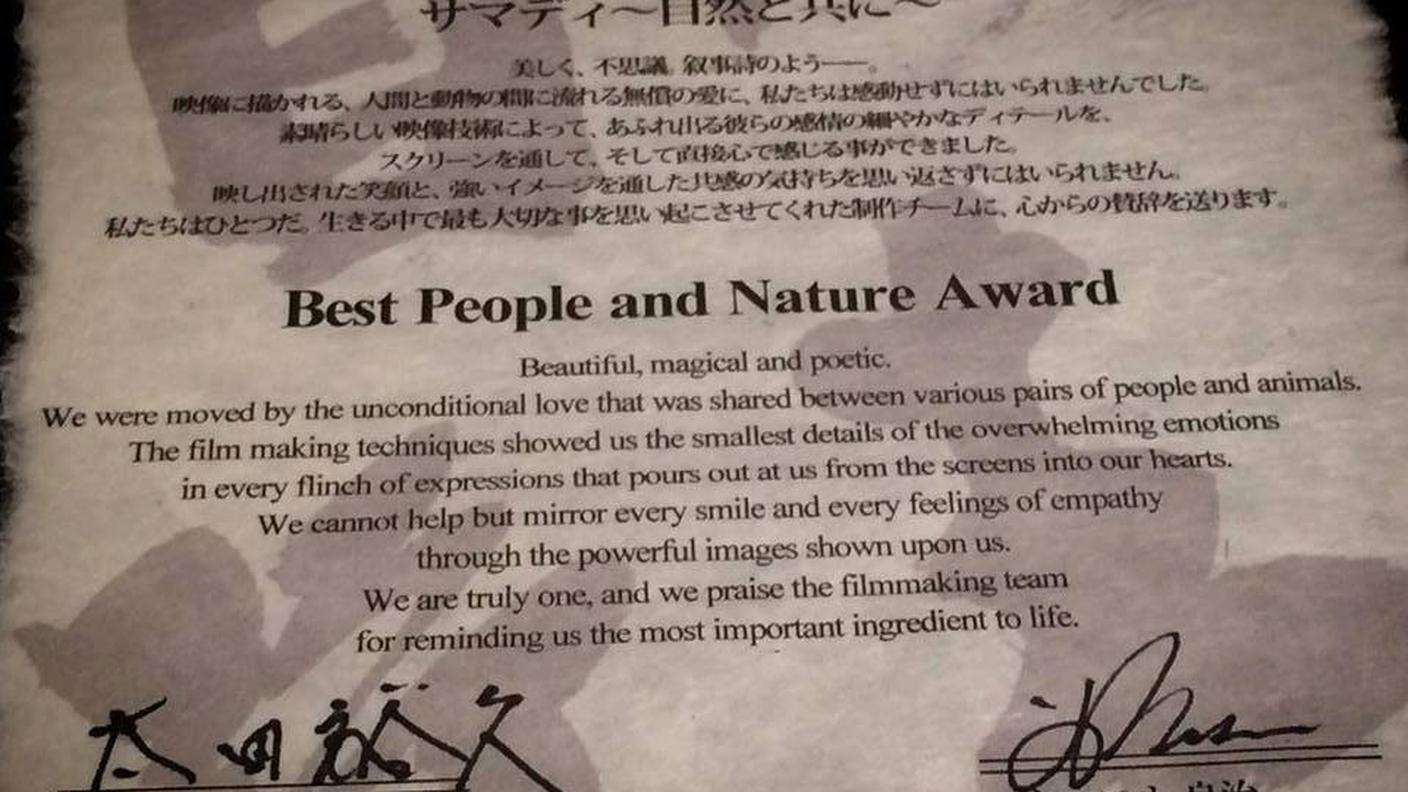 サマディ〜自然と共に〜
美しく、不思議。叙事詩のよう――。
映像に描かれる、人間と動物の間に流れる無償の愛に、私たちは感動せずにはいられませんでした。
素晴らしい映像技術によって、あふれ出る彼らの感情の細やかなディテールを、
スクリーンを通して、そして直接心で感じる事ができました。
映し出された笑顔と、強いイメージを通した共感の気持ちを思い返さずにはいられません。
私たちはひとつだ。生きる中で最も大切な事を思い起こさせてくれた制作チームに、心からの賛辞を送ります。
Best People and Nature Award
Beautiful, magical and poetic.
We were moved by the unconditional love that was shared between various pairs of people and animals.
The film making techniques showed us the smallest details of the overwhelming emotions
in every flinch of expressions that pours out at us from the screens into our hearts.
We cannot help but mirror every smile and every feelings of empathy
through the powerful images shown upon us.
We are truly one, and we praise the filmmaking team
for reminding us the most important ingredient to life.
太田裕久